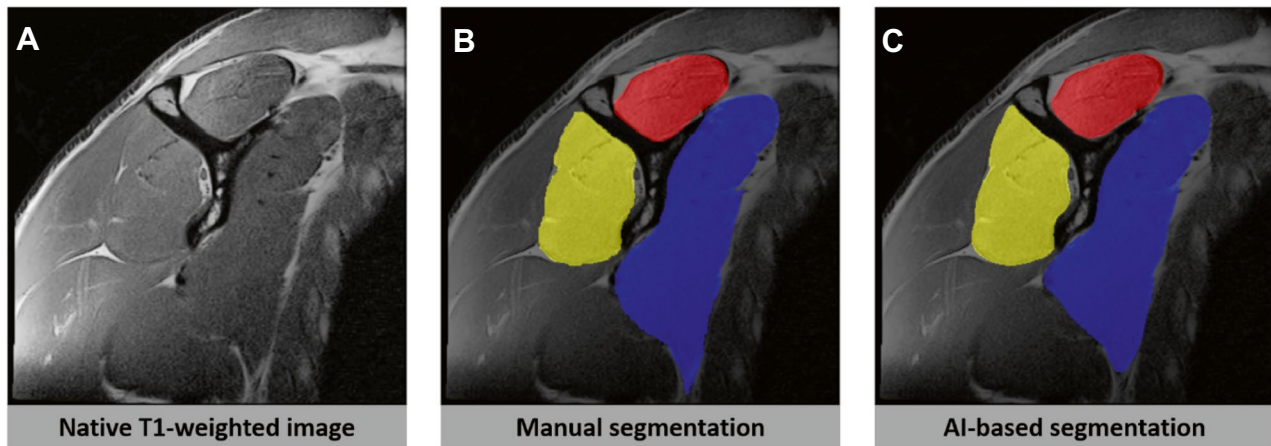 A
B
C
Native T1-weighted image
Manual segmentation
AI-based segmentation